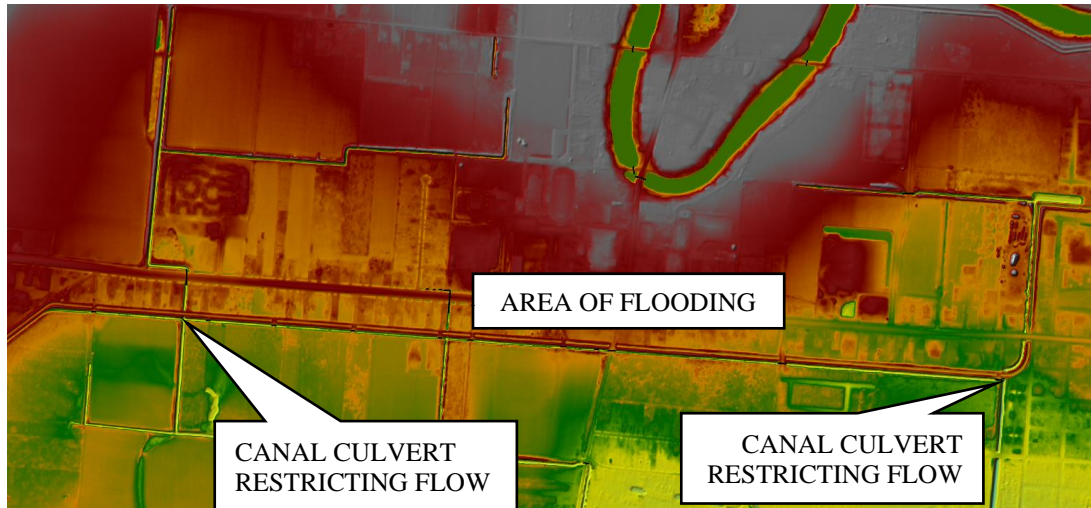 AREA OF FLOODING
CANAL CULVERT
RESTRICTING FLOW
CANAL CULVERT
RESTRICTING FLOW